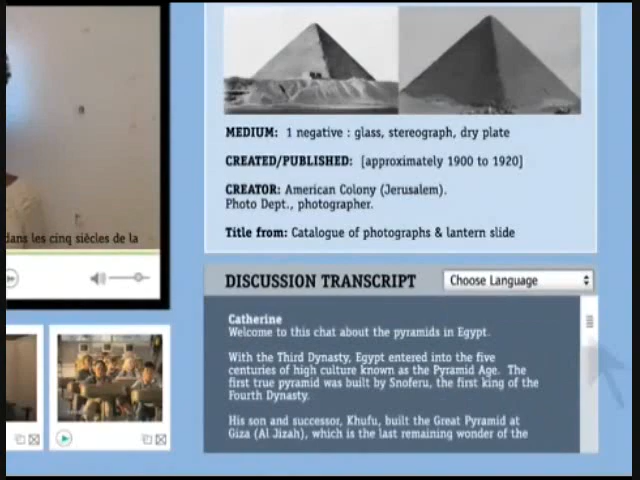 MEDIUM: 1 negative : glass, stereograph, dry plate
CREATED/PUBLISHED: [approximately 1900 to 1920]
CREATOR: American Colony (Jerusalem).
Photo Dept., photographer.
Title from: Catalogue of photographs & lantern slide
dans les cinq siècles de la
DISCUSSION TRANSCRIPT
Choose Language
Catherine
Welcome to this chat about the pyramids in Egypt.
With the Third Dynasty, Egypt entered into the five
centuries of high culture known as the Pyramid Age. The
first true pyramid was built by Snoferu, the first king of the
Fourth Dynasty.
His son and successor, Khufu, built the Great Pyramid at
Giza (Al Jizah), which is the last remaining wonder of the